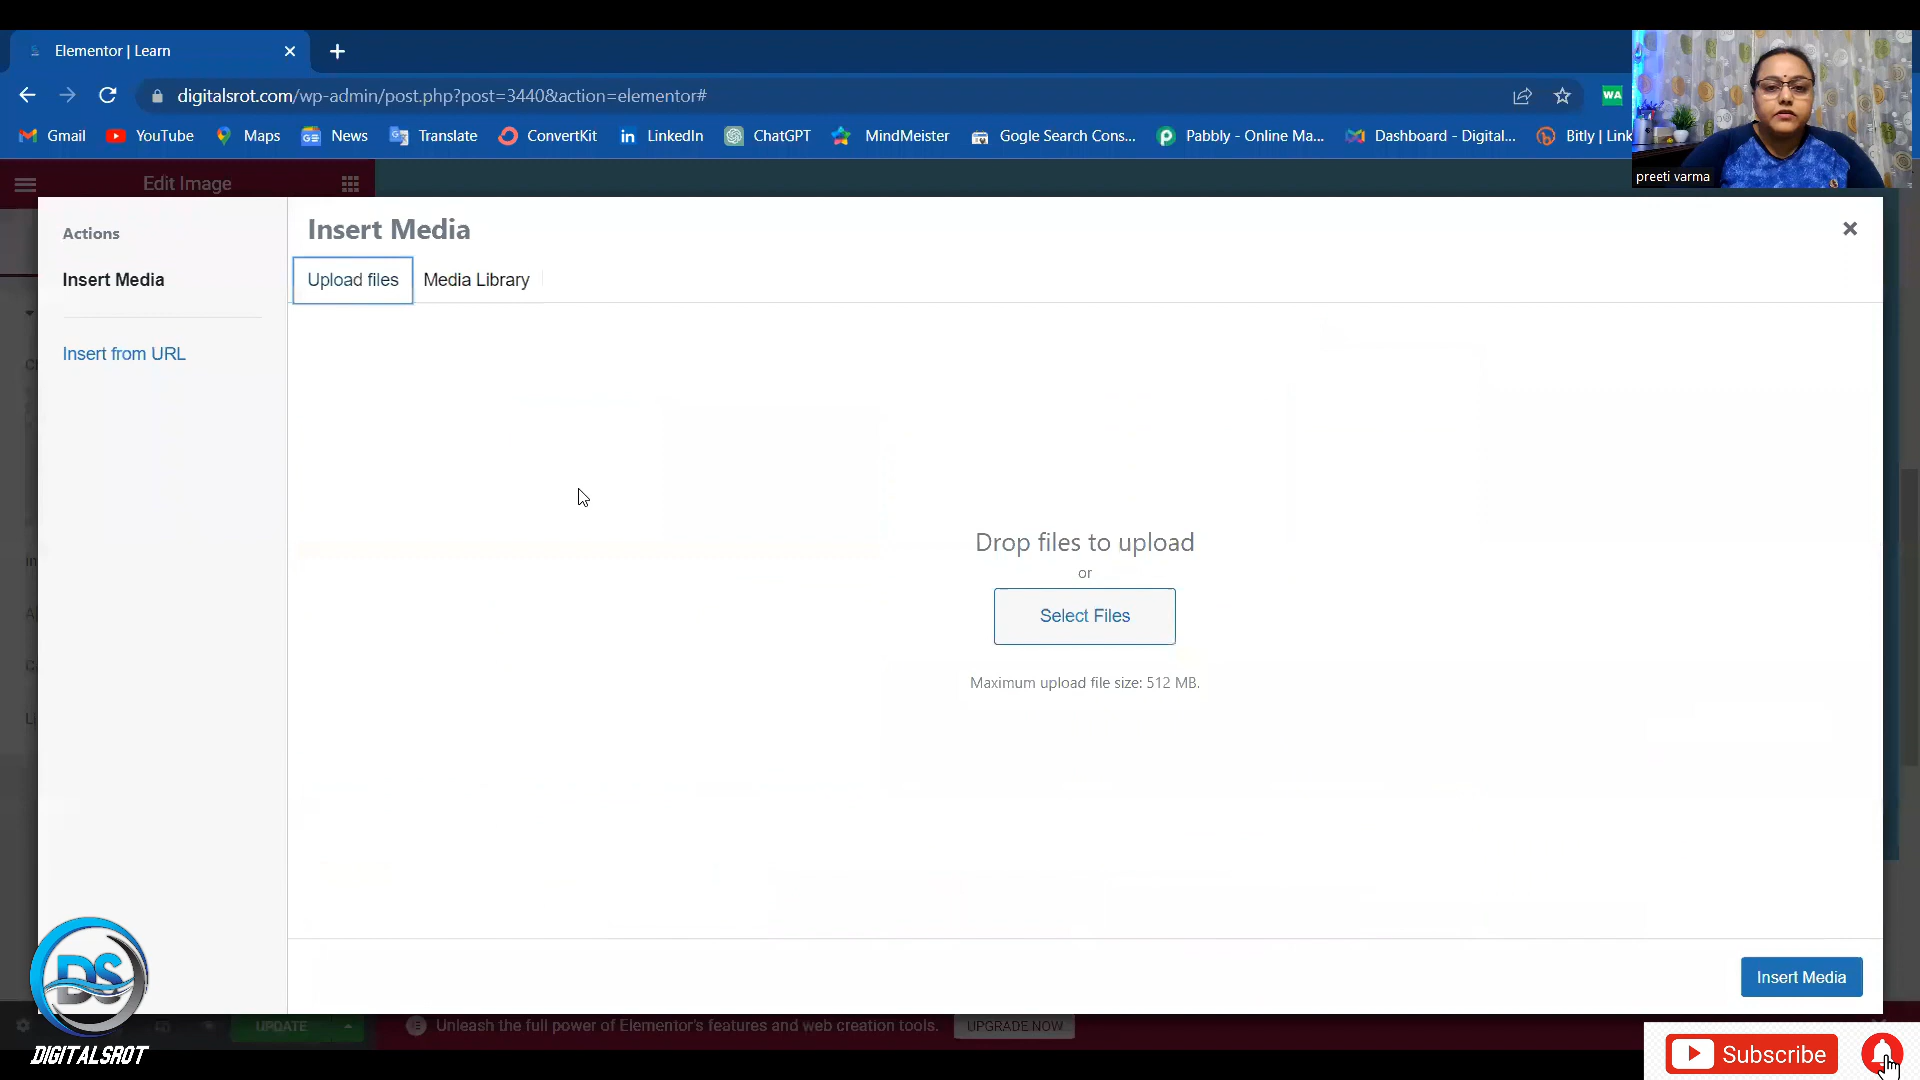 Elementor | Learn
digitalsrot.com/wp-admin/post.php?post=3440&action=elementor#
WA
Gmail
YouTube
Maps
News
Translate
ConvertKit
LinkedIn
ChatGPT
MindMeister
Gogle Search Cons...
Pabbly - Online Ma...
Dashboard - Digital...
Bitly | Link
preeti varma
Edit Image
Actions
Insert Media
Insert from URL
Insert Media
Upload files
Media Library
Drop files to upload
or
Select Files
Maximum upload file size: 512 MB.
Insert Media
UPDATE
Unleash the full power of Elementor's features and web creation tools.
UPGRADE NOW
DS
DIGITALSROT
Subscribe